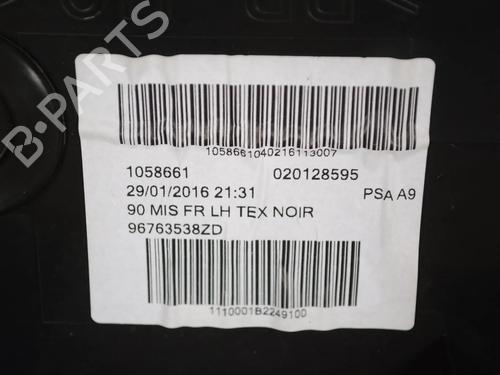 1058661040216113007
1058661 020128595
29/01/2016 21:31 PSA A9
90 MIS FR LH TEX NOIR
96763538ZD
1110001B2249100
B-PARTS